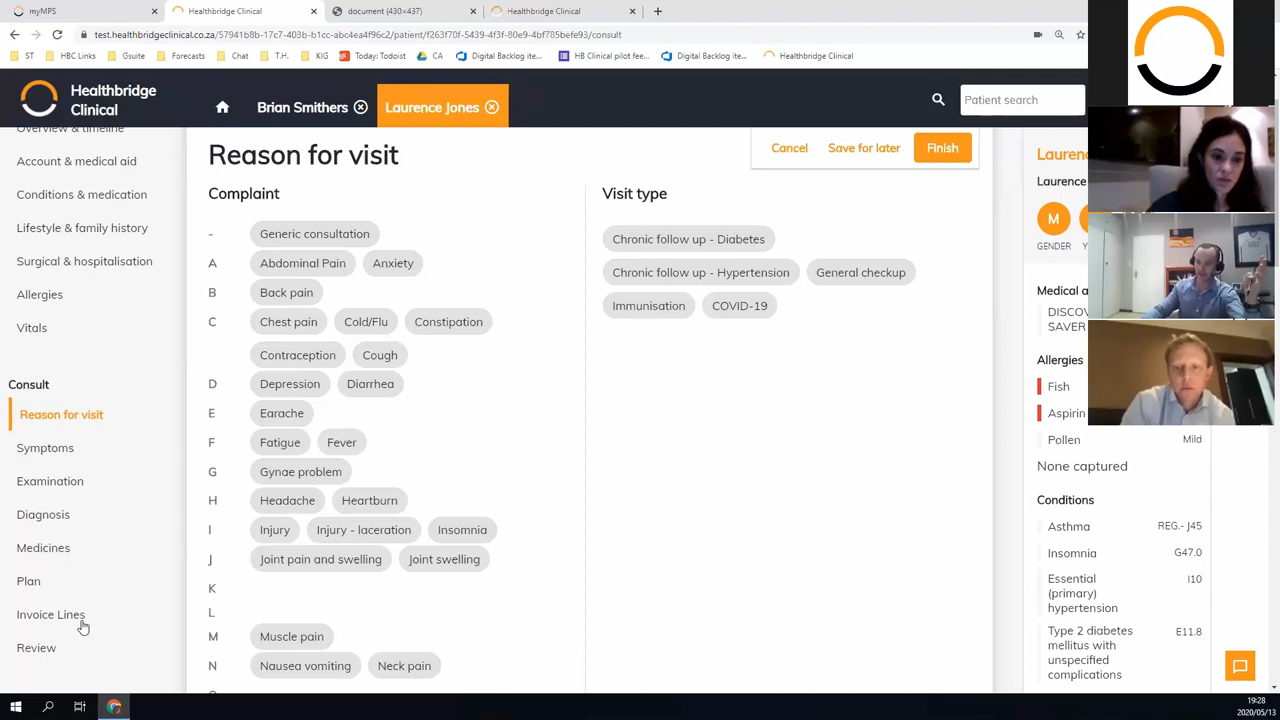 myMPS
Healthbridge Clinical
document (430×437)
Healthbridge Clinical
test.healthbridgeclinical.co.za/57941b8b-17c7-403b-b1cc-abc4ea4f96c2/patient/f263f70f-5439-4f3f-80e9-4bf785befe93/consult
ST
HBC Links
Gsuite
Forecasts
Chat
T.H.
XG
Today: Todoist
CA
Digital Backlog ite...
HB Clinical pilot fee...
Digital Backlog ite...
Healthbridge Clinical
Healthbridge
Clinical
Brian Smithers
Laurence Jones
Patient search
Overview & timeline
Account & medical aid
Conditions & medication
Lifestyle & family history
Surgical & hospitalisation
Allergies
Vitals
Consult
Reason for visit
Symptoms
Examination
Diagnosis
Medicines
Plan
Invoice Lines
Review
Reason for visit
Cancel
Save for later
Finish
Complaint
- Generic consultation
A Abdominal Pain Anxiety
B Back pain
C Chest pain Cold/Flu Constipation
Contraception Cough
D Depression Diarrhea
E Earache
F Fatigue Fever
G Gynae problem
H Headache Heartburn
I Injury Injury - laceration Insomnia
J Joint pain and swelling Joint swelling
K
L
M Muscle pain
N Nausea vomiting Neck pain
Visit type
Chronic follow up - Diabetes
Chronic follow up - Hypertension General checkup
Immunisation COVID-19
M
GENDER
Medical
SAVER
Allergies
Fish
Aspirin
Pollen Mild
None captured
Conditions
Asthma REG.- J45
Insomnia G47.0
Essential I10
(primary)
hypertension
Type 2 diabetes E11.8
mellitus with
unspecified
complications
19:28
2020/05/13